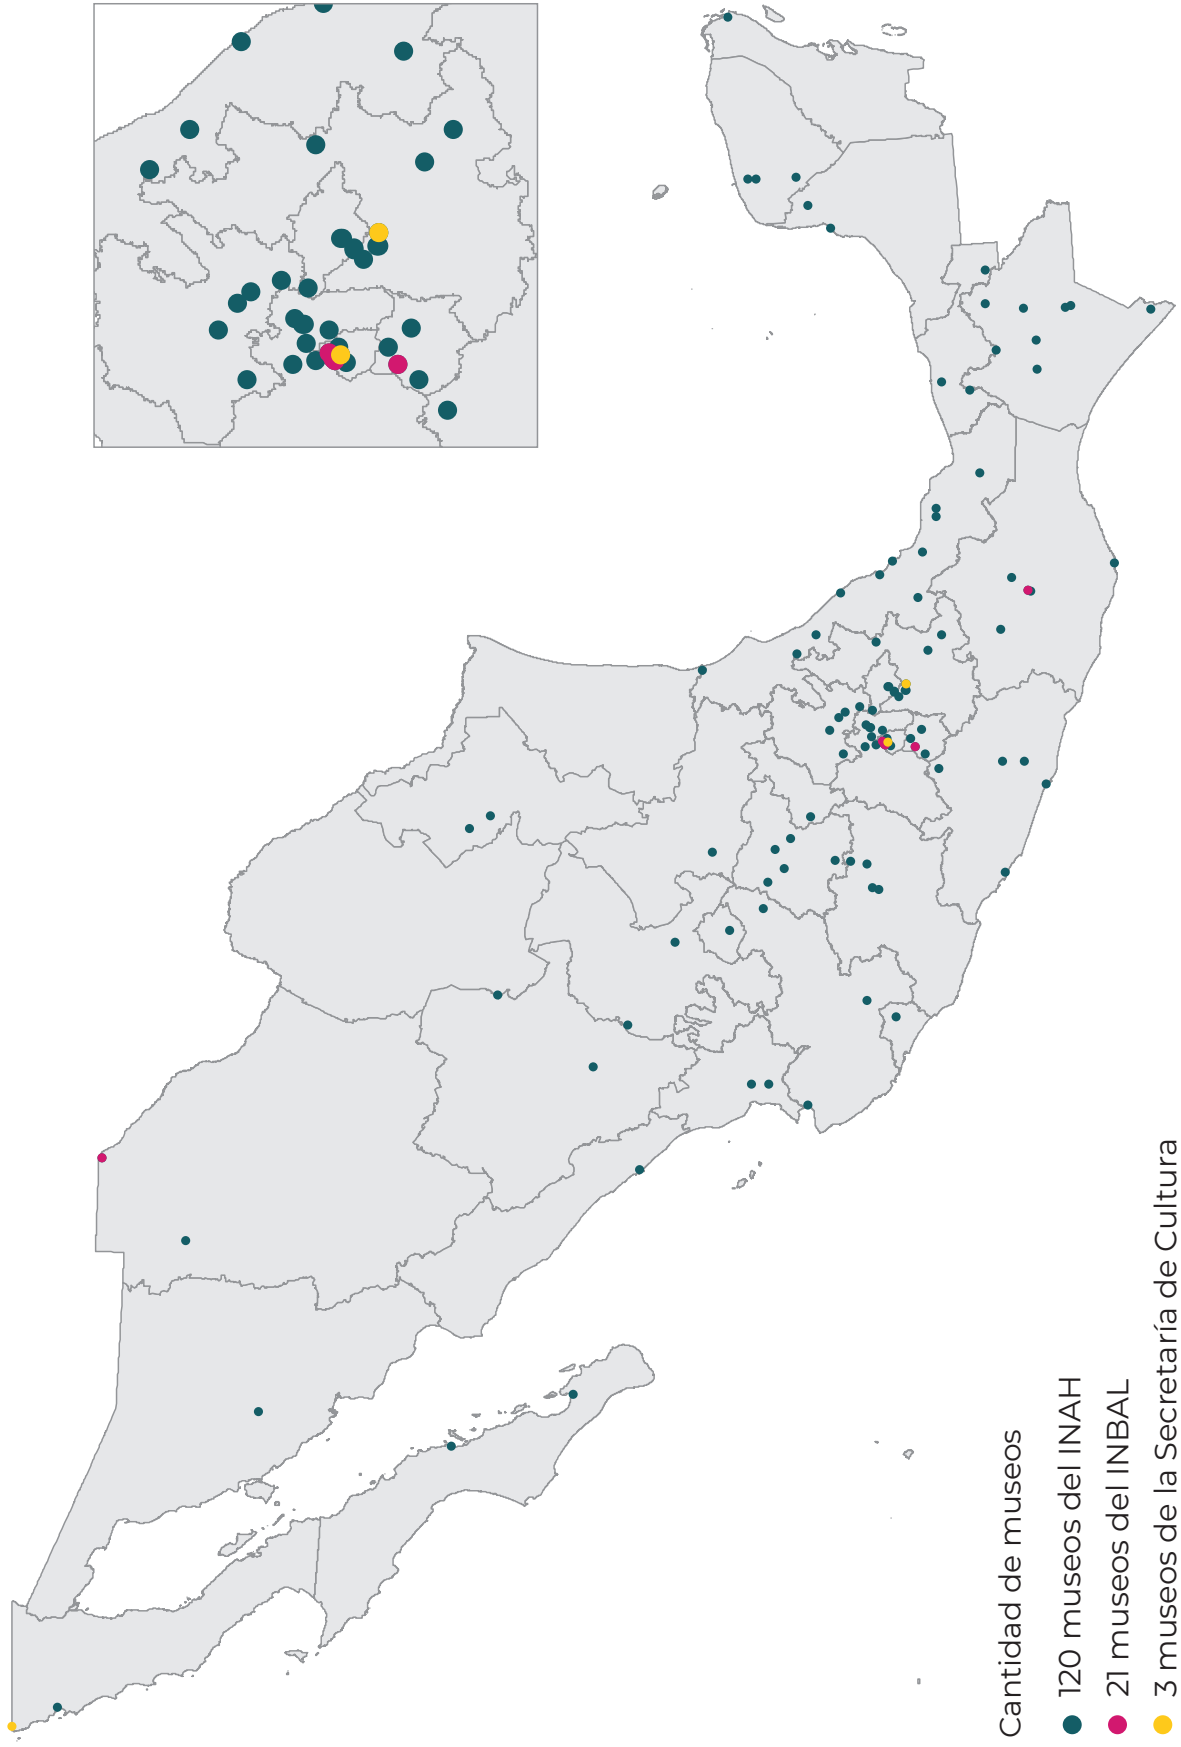 Cantidad de museos
120 museos del INAH
21 museos del INBAL
3 museos de la Secretaría de Cultura